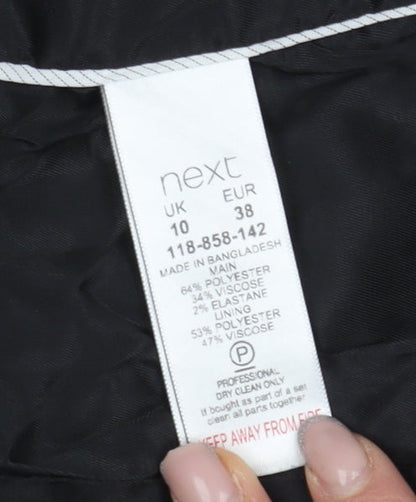 next
UK EUR
10 38
118-858-142
MADE IN BANGLADESH
MAIN
64% POLYESTER
34% VISCOSE
2% ELASTANE
LINING
53% POLYESTER
47% VISCOSE
P
PROFESSIONAL
DRY CLEAN ONLY
If bought as part of a set
clean all parts together
KEEP AWAY FROM FIRE